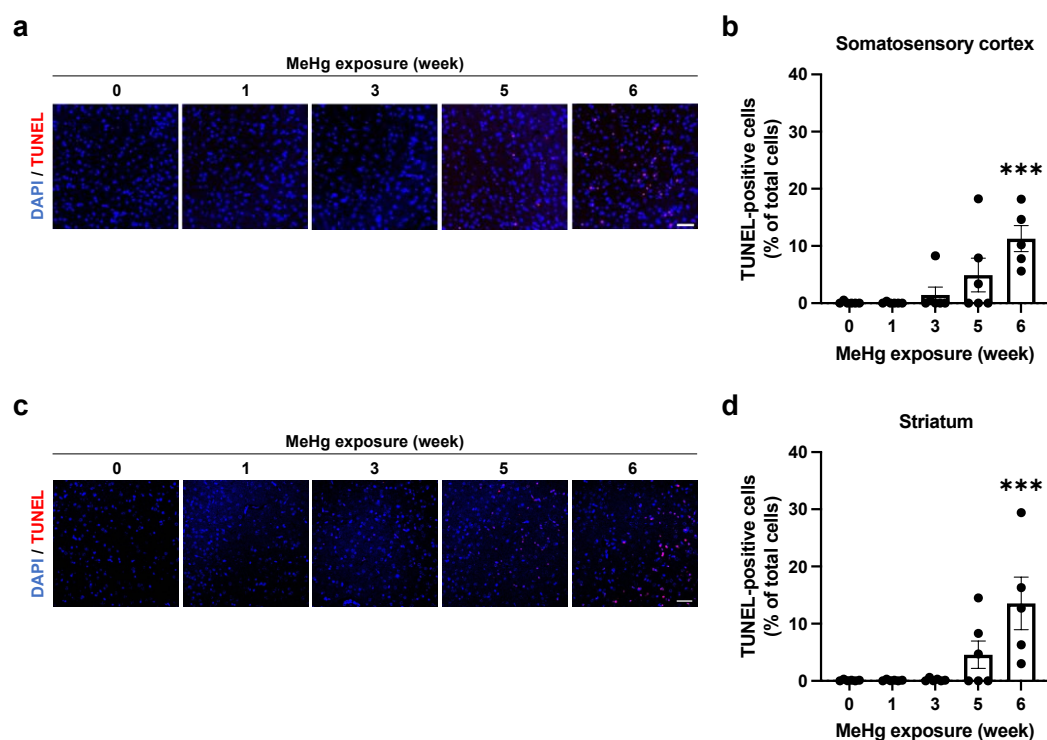 a
MeHg exposure (week)
0 1 3 5 6
DAPI / TUNEL
b
Somatosensory cortex
TUNEL-positive cells
(% of total cells)
40
30
20
10
0
***
0 1 3 5 6
MeHg exposure (week)
c
MeHg exposure (week)
0 1 3 5 6
DAPI / TUNEL
d
Striatum
TUNEL-positive cells
(% of total cells)
40
30
20
10
0
***
0 1 3 5 6
MeHg exposure (week)